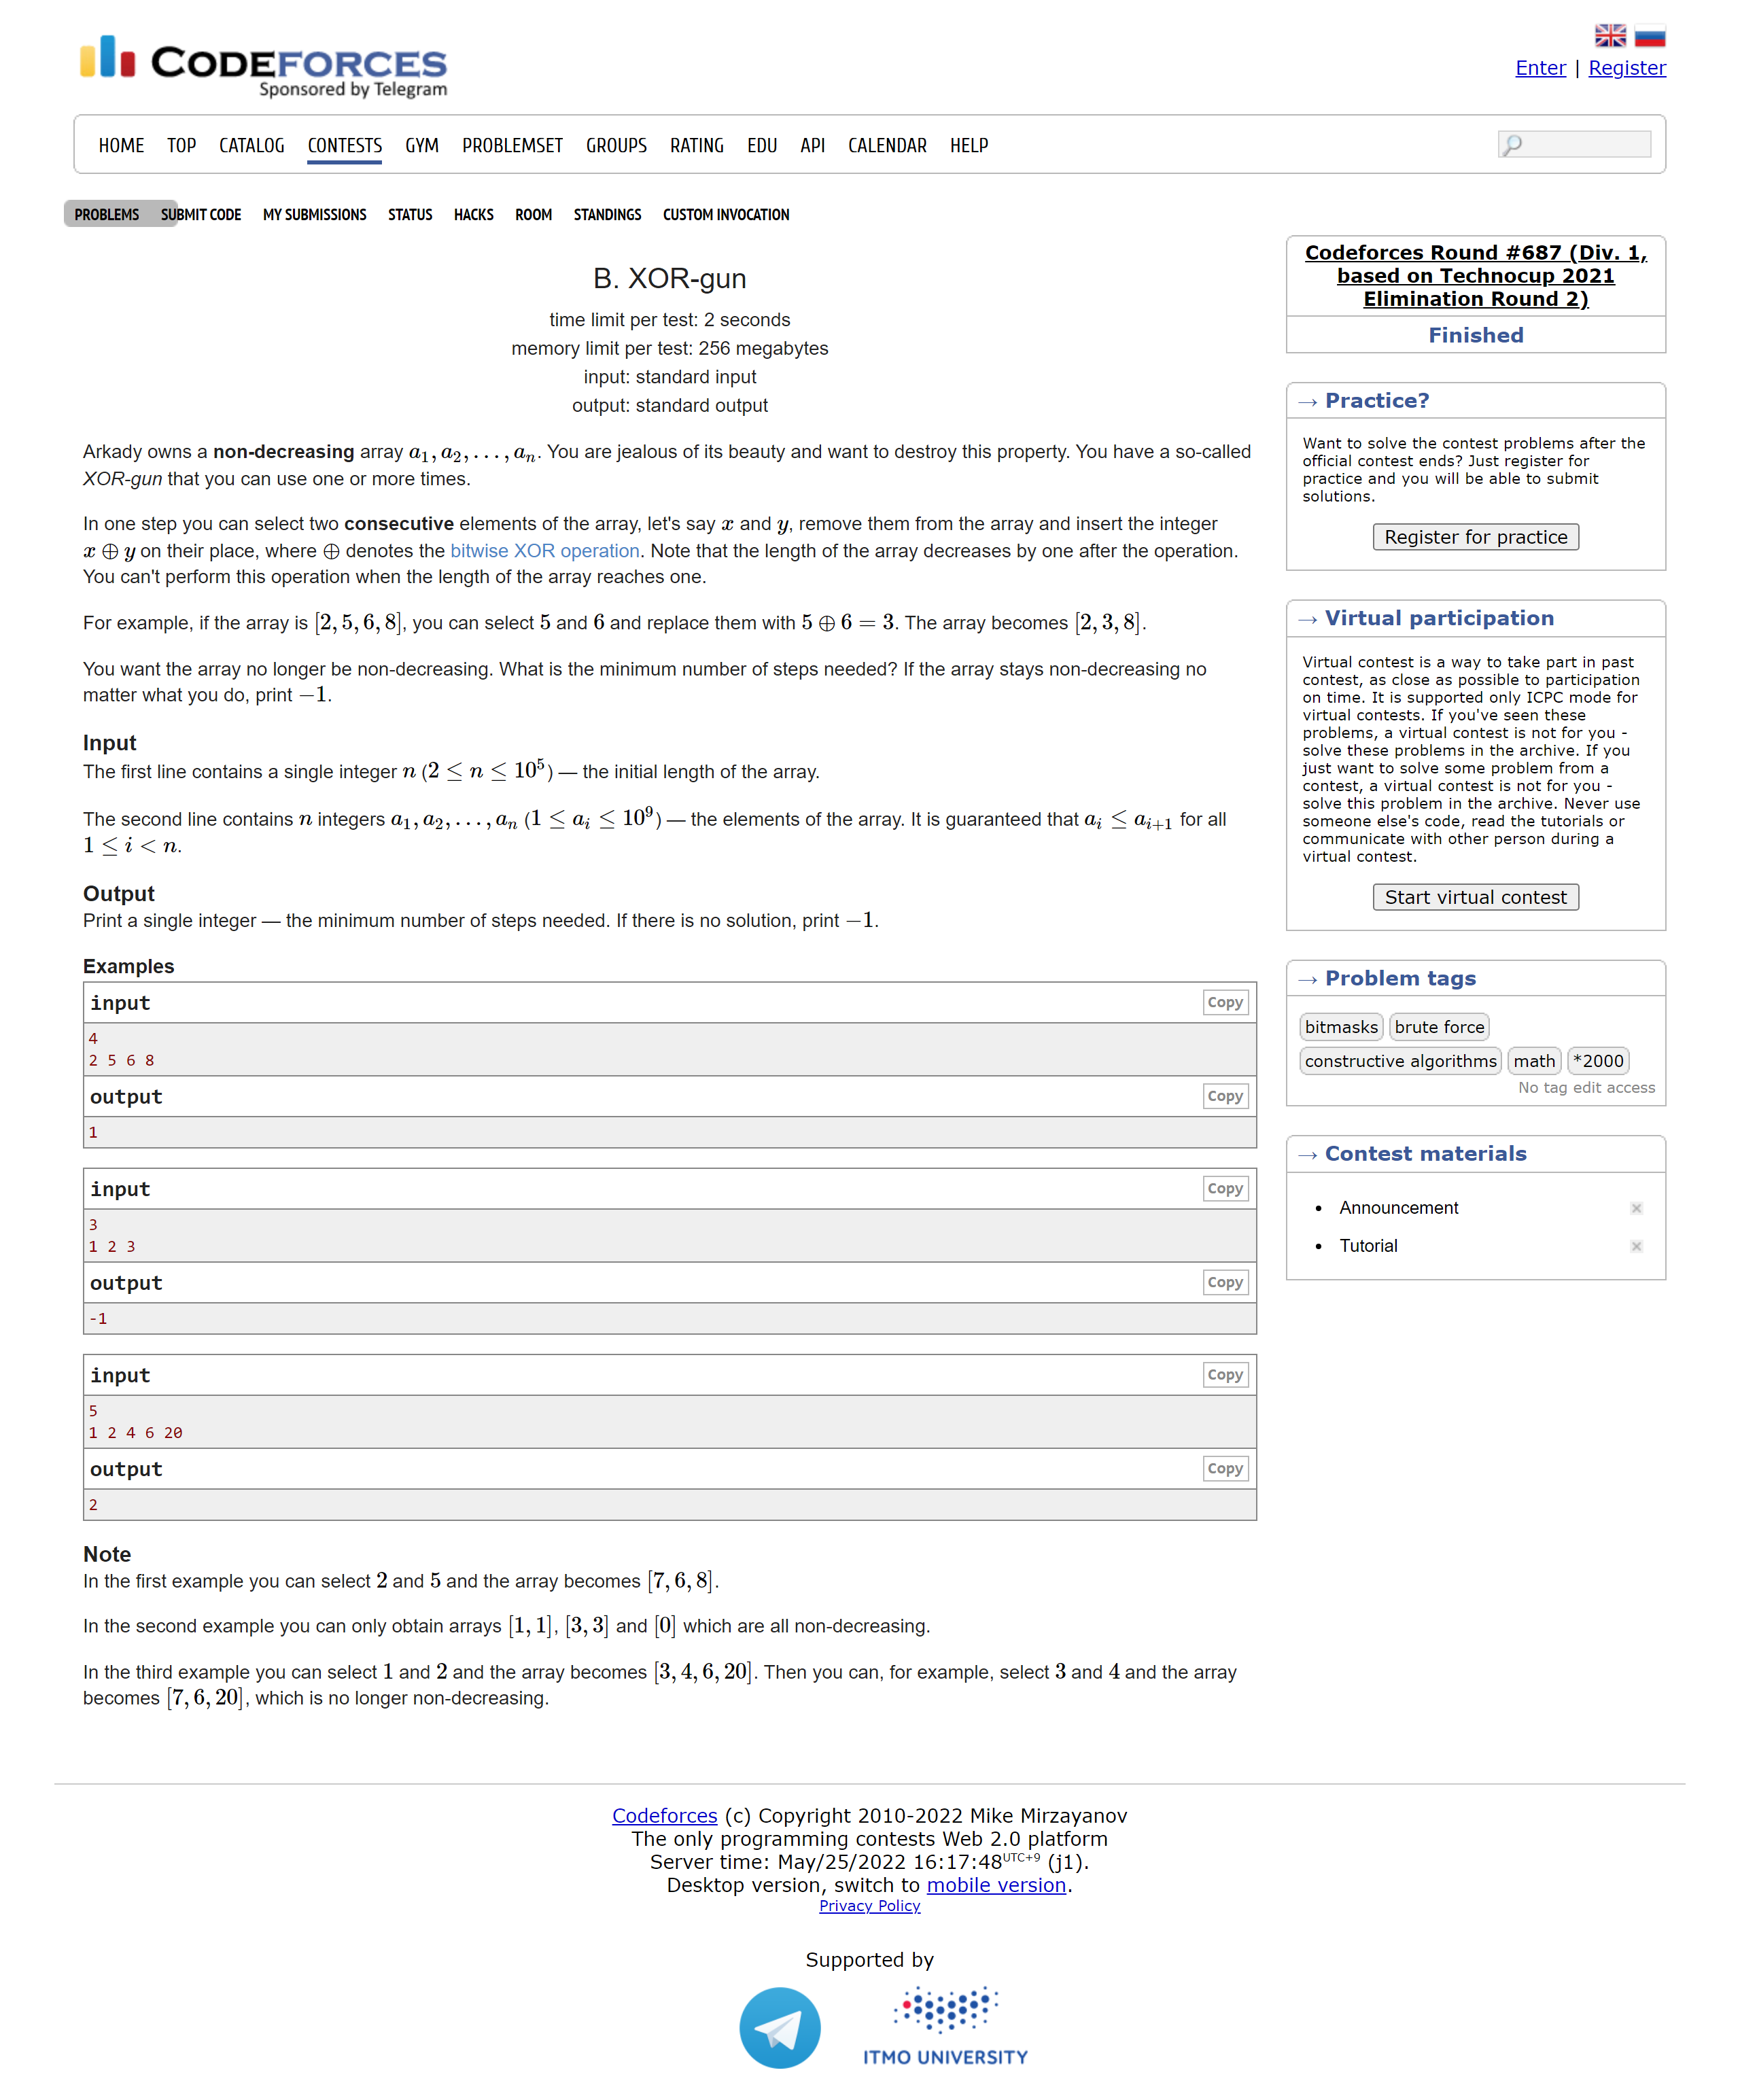 CODEFORCES
Sponsored by Telegram
Enter | Register
HOME TOP CATALOG CONTESTS GYM PROBLEMSET GROUPS RATING EDU API CALENDAR HELP
PROBLEMS SUBMIT CODE MY SUBMISSIONS STATUS HACKS ROOM STANDINGS CUSTOM INVOCATION
B. XOR-gun
time limit per test: 2 seconds
memory limit per test: 256 megabytes
input: standard input
output: standard output
Arkady owns a non-decreasing array a₁, a₂, …, aₙ. You are jealous of its beauty and want to destroy this property. You have a so-called
XOR-gun that you can use one or more times.
In one step you can select two consecutive elements of the array, let's say x and y, remove them from the array and insert the integer
x ⊕ y on their place, where ⊕ denotes the bitwise XOR operation. Note that the length of the array decreases by one after the operation.
You can't perform this operation when the length of the array reaches one.
For example, if the array is [2, 5, 6, 8], you can select 5 and 6 and replace them with 5 ⊕ 6 = 3. The array becomes [2, 3, 8].
You want the array no longer be non-decreasing. What is the minimum number of steps needed? If the array stays non-decreasing no
matter what you do, print −1.
Input
The first line contains a single integer n (2 ≤ n ≤ 10⁵) — the initial length of the array.
The second line contains n integers a₁, a₂, …, aₙ (1 ≤ aᵢ ≤ 10⁹) — the elements of the array. It is guaranteed that aᵢ ≤ aᵢ₊₁ for all
1 ≤ i < n.
Output
Print a single integer — the minimum number of steps needed. If there is no solution, print −1.
Examples
input
Copy
4
2 5 6 8
output
Copy
1
input
Copy
3
1 2 3
output
Copy
-1
input
Copy
5
1 2 4 6 20
output
Copy
2
Note
In the first example you can select 2 and 5 and the array becomes [7, 6, 8].
In the second example you can only obtain arrays [1, 1], [3, 3] and [0] which are all non-decreasing.
In the third example you can select 1 and 2 and the array becomes [3, 4, 6, 20]. Then you can, for example, select 3 and 4 and the array
becomes [7, 6, 20], which is no longer non-decreasing.
Codeforces Round #687 (Div. 1,
based on Technocup 2021
Elimination Round 2)
Finished
→ Practice?
Want to solve the contest problems after the
official contest ends? Just register for
practice and you will be able to submit
solutions.
Register for practice
→ Virtual participation
Virtual contest is a way to take part in past
contest, as close as possible to participation
on time. It is supported only ICPC mode for
virtual contests. If you've seen these
problems, a virtual contest is not for you -
solve these problems in the archive. If you
just want to solve some problem from a
contest, a virtual contest is not for you -
solve this problem in the archive. Never use
someone else's code, read the tutorials or
communicate with other person during a
virtual contest.
Start virtual contest
→ Problem tags
bitmasks brute force
constructive algorithms math *2000
No tag edit access
→ Contest materials
• Announcement
• Tutorial
Codeforces (c) Copyright 2010-2022 Mike Mirzayanov
The only programming contests Web 2.0 platform
Server time: May/25/2022 16:17:48UTC+9 (j1).
Desktop version, switch to mobile version.
Privacy Policy
Supported by
ITMO UNIVERSITY